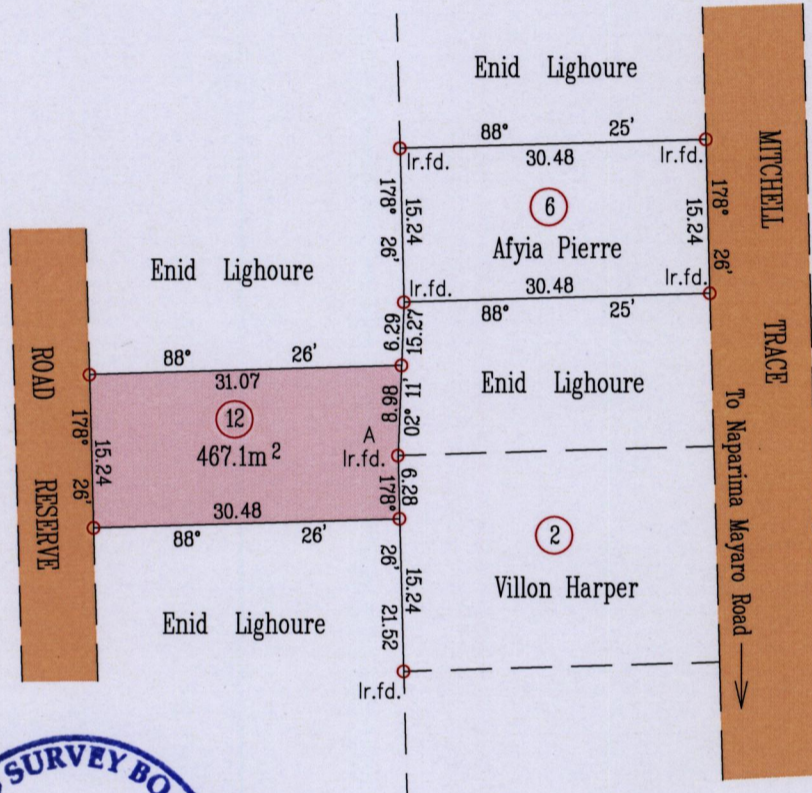 Enid Lighoure
88° 25'
30.48
Ir.fd.
Ir.fd.
178° 26'
15.24
6
Afyia Pierre
15.24
178° 26'
MITCHELL TRACE
Ir.fd.
30.48
Ir.fd.
88° 25'
Enid Lighoure
88° 26'
31.07
15.27
6.29
02° 11'
8.98
Enid Lighoure
ROAD RESERVE
178° 26'
15.24
12
467.1m²
A
Ir.fd.
30.48
88° 26'
6.28
178° 26'
15.24
21.52
2
Villon Harper
To Naparima Mayaro Road
Enid Lighoure
Ir.fd.
SURVEY BO